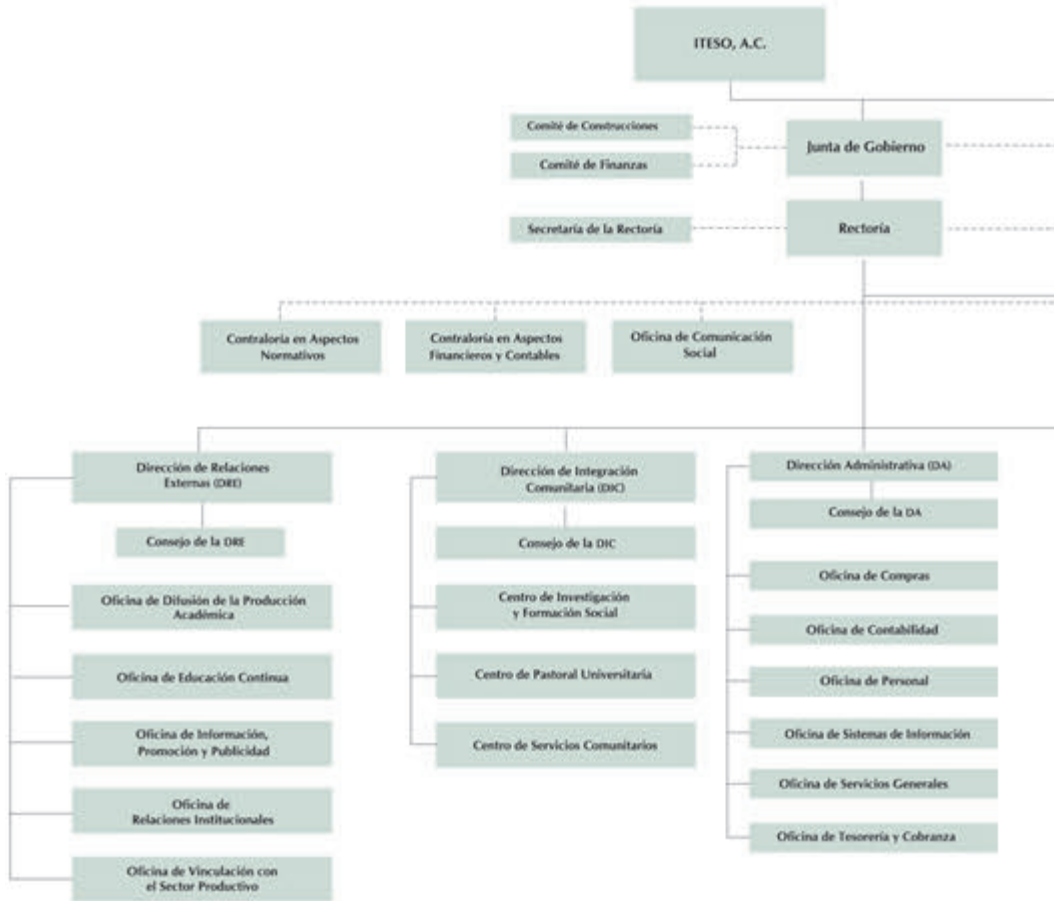 ITESO, A.C.
Comité de Construcciones
Junta de Gobierno
Comité de Finanzas
Secretaría de la Rectoría
Rectoría
Contraloría en Aspectos
Normativos
Contraloría en Aspectos
Financieros y Contables
Oficina de Comunicación
Social
Dirección de Relaciones
Externas (DRE)
Consejo de la DRE
Oficina de Difusión de la Producción
Académica
Oficina de Educación Continua
Oficina de Información,
Promoción y Publicidad
Oficina de
Relaciones Institucionales
Oficina de Vinculación con
el Sector Productivo
Dirección de Integración
Comunitaria (DIC)
Consejo de la DIC
Centro de Investigación
y Formación Social
Centro de Pastoral Universitaria
Centro de Servicios Comunitarios
Dirección Administrativa (DA)
Consejo de la DA
Oficina de Compras
Oficina de Contabilidad
Oficina de Personal
Oficina de Sistemas de Información
Oficina de Servicios Generales
Oficina de Tesorería y Cobranza